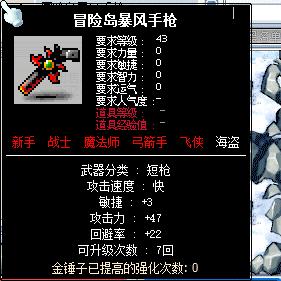 冒险岛暴风手枪
要求等级 : 43
要求力量 : 0
要求敏捷 : -
要求智力 : 0
要求运气 : 0
要求人气度 : -
道具等级 : -
道具经验值 : -
新手 战士 魔法师 弓箭手 飞侠 海盗
武器分类 : 短枪
攻击速度 : 快
敏捷 : +3
攻击力 : +47
回避率 : +22
可升级次数 : 7回
金锤子已提高的强化次数: 0